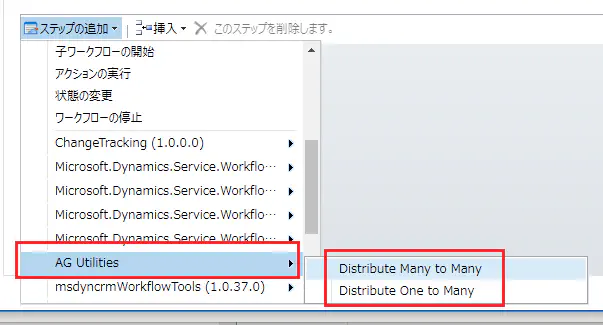 ステップの追加 挿入 このステップを削除します。
子ワークフローの開始
アクションの実行
状態の変更
ワークフローの停止
ChangeTracking (1.0.0.0)
Microsoft.Dynamics.Service.Workflo…
Microsoft.Dynamics.Service.Workflo…
Microsoft.Dynamics.Service.Workflo…
Microsoft.Dynamics.Service.Workflo…
AG Utilities
Distribute Many to Many
msdyncrmWorkflowTools (1.0.37.0)
Distribute One to Many